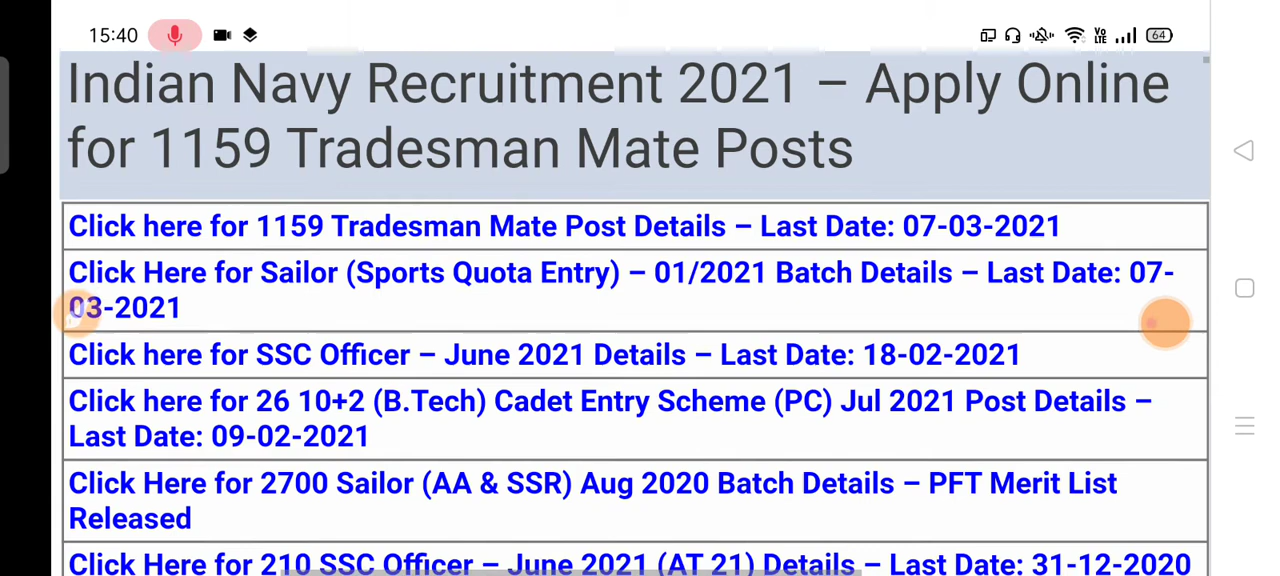 15:40
VO LTE
64
Indian Navy Recruitment 2021 – Apply Online
for 1159 Tradesman Mate Posts
Click here for 1159 Tradesman Mate Post Details – Last Date: 07-03-2021
Click Here for Sailor (Sports Quota Entry) – 01/2021 Batch Details – Last Date: 07-
03-2021
Click here for SSC Officer – June 2021 Details – Last Date: 18-02-2021
Click here for 26 10+2 (B.Tech) Cadet Entry Scheme (PC) Jul 2021 Post Details –
Last Date: 09-02-2021
Click Here for 2700 Sailor (AA & SSR) Aug 2020 Batch Details – PFT Merit List
Released
Click Here for 210 SSC Officer – June 2021 (AT 21) Details – Last Date: 31-12-2020